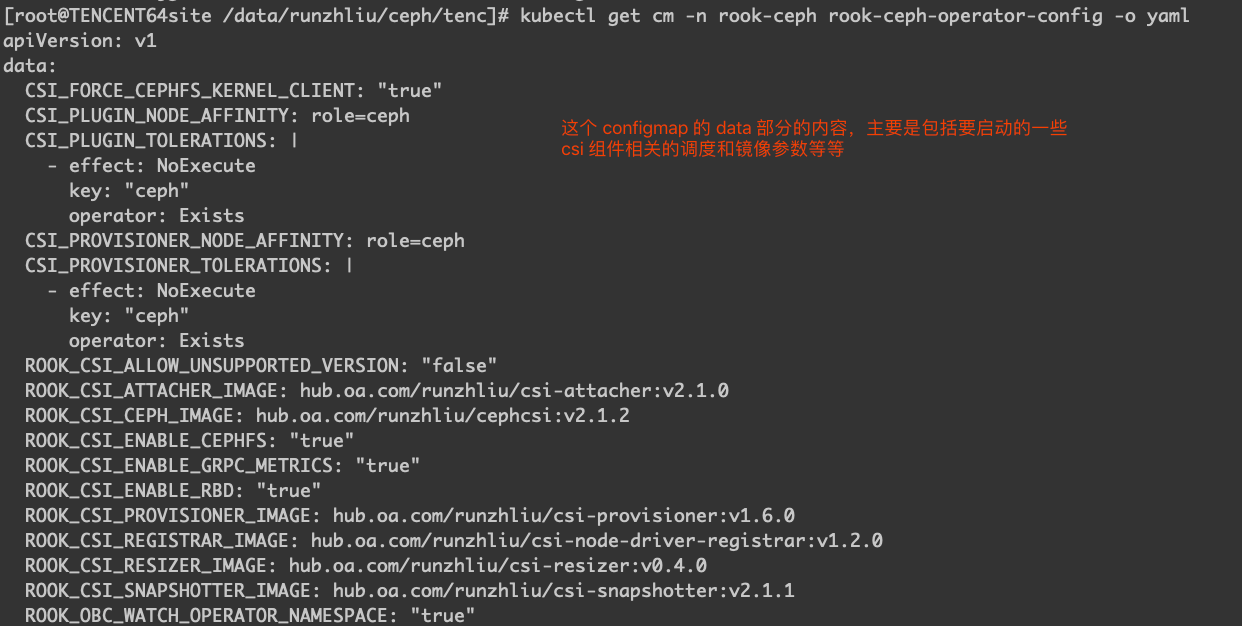 [root@TENCENT64site /data/runzhliu/ceph/tenc]# kubectl get cm -n rook-ceph rook-ceph-operator-config -o yaml
apiVersion: v1
data:
  CSI_FORCE_CEPHFS_KERNEL_CLIENT: "true"
  CSI_PLUGIN_NODE_AFFINITY: role=ceph
  CSI_PLUGIN_TOLERATIONS: |
    - effect: NoExecute
      key: "ceph"
      operator: Exists
  CSI_PROVISIONER_NODE_AFFINITY: role=ceph
  CSI_PROVISIONER_TOLERATIONS: |
    - effect: NoExecute
      key: "ceph"
      operator: Exists
  ROOK_CSI_ALLOW_UNSUPPORTED_VERSION: "false"
  ROOK_CSI_ATTACHER_IMAGE: hub.oa.com/runzhliu/csi-attacher:v2.1.0
  ROOK_CSI_CEPH_IMAGE: hub.oa.com/runzhliu/cephcsi:v2.1.2
  ROOK_CSI_ENABLE_CEPHFS: "true"
  ROOK_CSI_ENABLE_GRPC_METRICS: "true"
  ROOK_CSI_ENABLE_RBD: "true"
  ROOK_CSI_PROVISIONER_IMAGE: hub.oa.com/runzhliu/csi-provisioner:v1.6.0
  ROOK_CSI_REGISTRAR_IMAGE: hub.oa.com/runzhliu/csi-node-driver-registrar:v1.2.0
  ROOK_CSI_RESIZER_IMAGE: hub.oa.com/runzhliu/csi-resizer:v0.4.0
  ROOK_CSI_SNAPSHOTTER_IMAGE: hub.oa.com/runzhliu/csi-snapshotter:v2.1.1
  ROOK_OBC_WATCH_OPERATOR_NAMESPACE: "true"
这个 configmap 的 data 部分的内容，主要是包括要启动的一些
csi 组件相关的调度和镜像参数等等